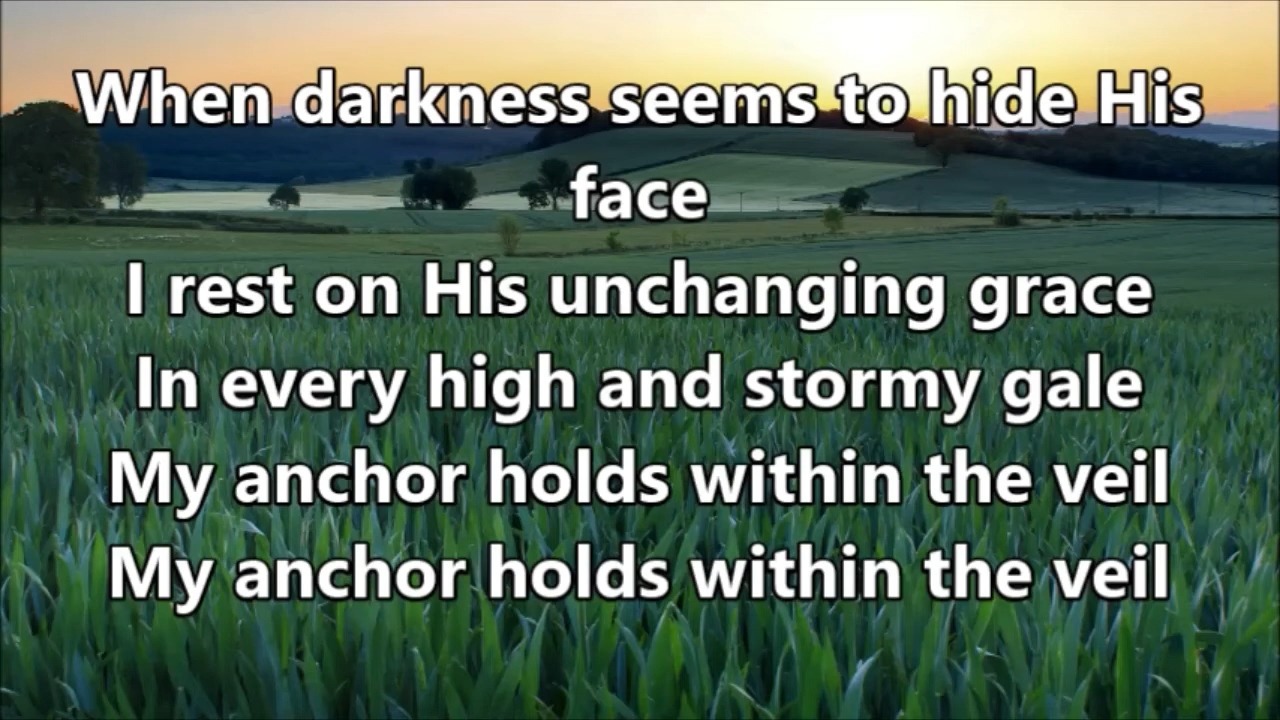 When darkness seems to hide His
face
I rest on His unchanging grace
In every high and stormy gale
My anchor holds within the veil
My anchor holds within the veil